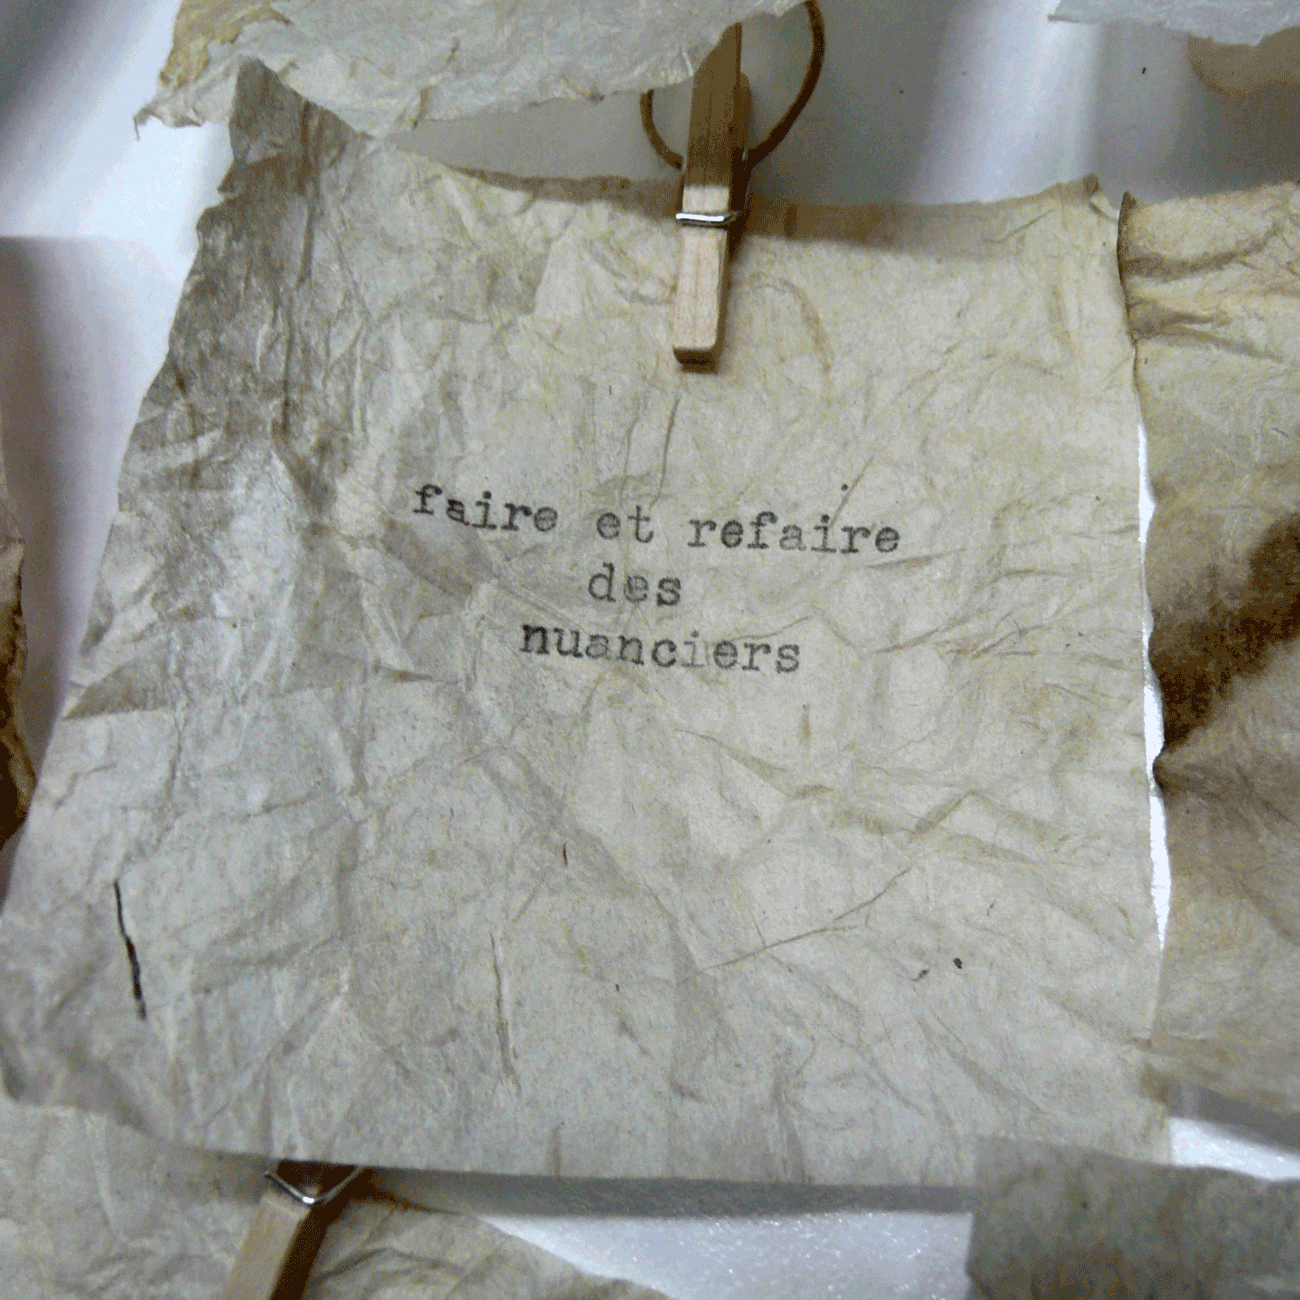 faire et refaire
des
nuanciers